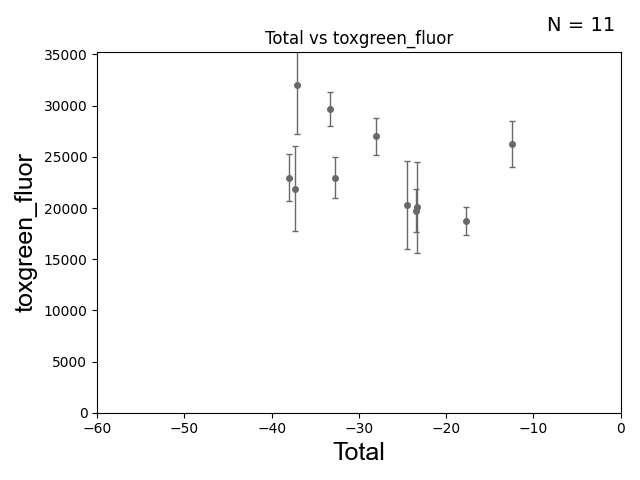 N = 11
Total vs toxgreen_fluor
35000
30000
25000
20000
15000
10000
5000
0
toxgreen_fluor
−60 −50 −40 −30 −20 −10 0
Total